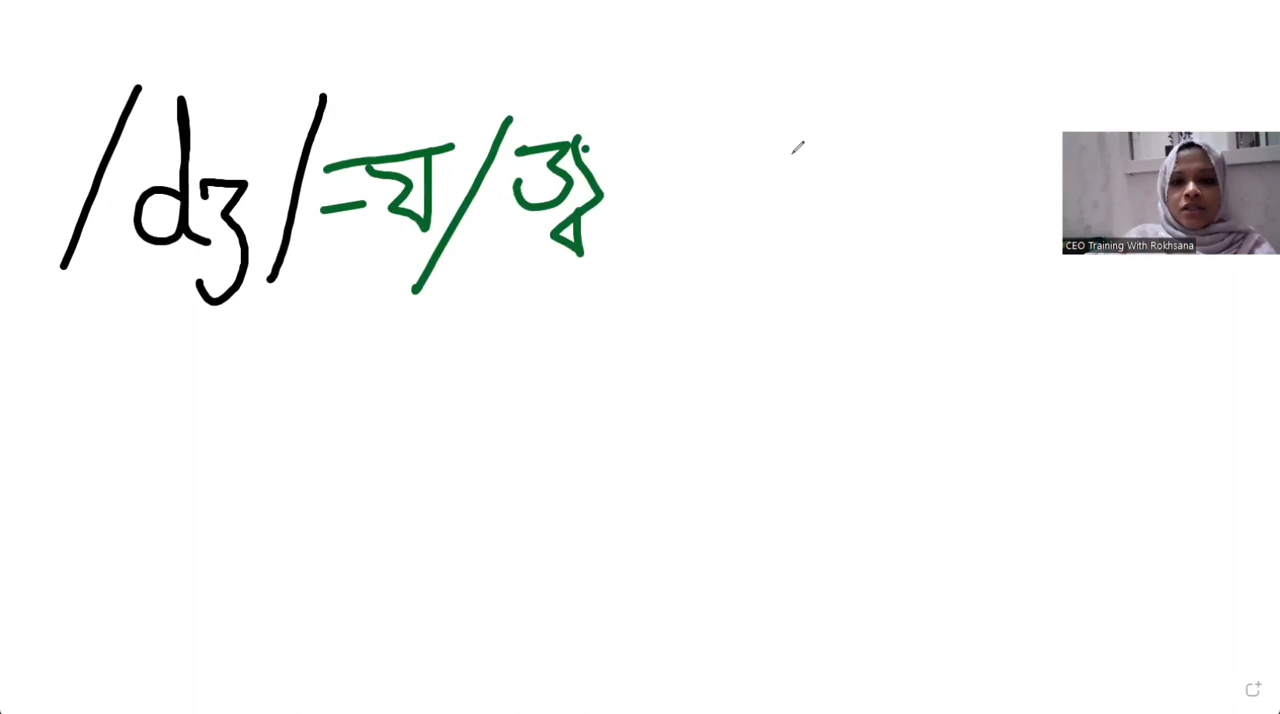 /dʒ/ = য / জ্ব
CEO Training With Rokhsana